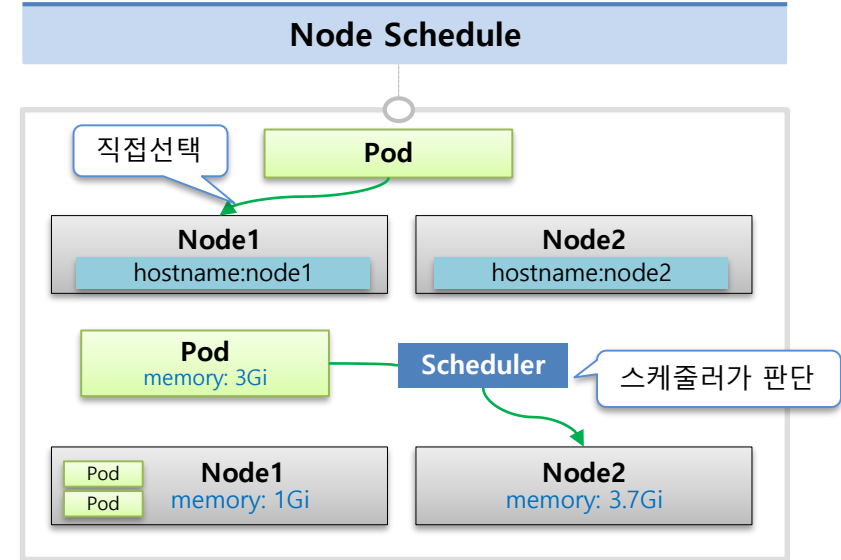 Node Schedule
직접선택
Pod
Node1
hostname:node1
Node2
hostname:node2
Pod
memory: 3Gi
Scheduler
스케줄러가 판단
Pod
Pod
Node1
memory: 1Gi
Node2
memory: 3.7Gi